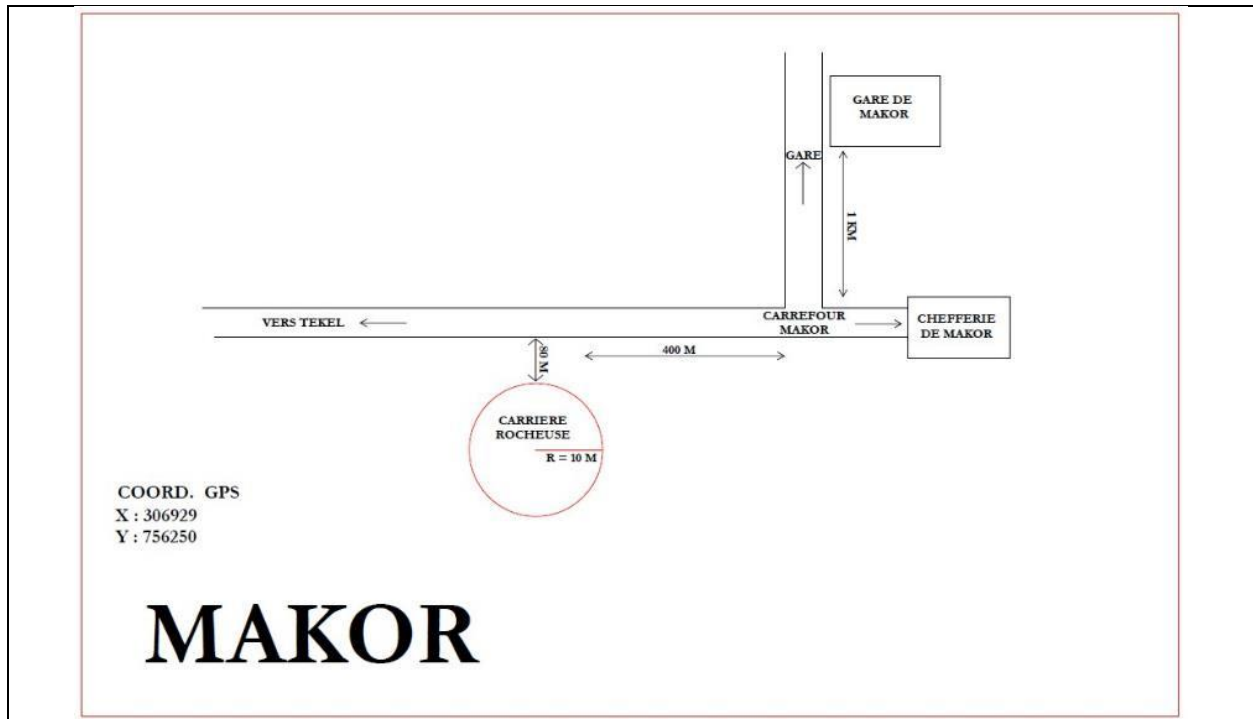 GARE DE
MAKOR
GARE
1 KM
VERS TEKEL
CARREFOUR
MAKOR
CHEFFERIE
DE MAKOR
80 M
400 M
CARRIERE
ROCHEUSE
R = 10 M
COORD. GPS
X : 306929
Y : 756250
MAKOR